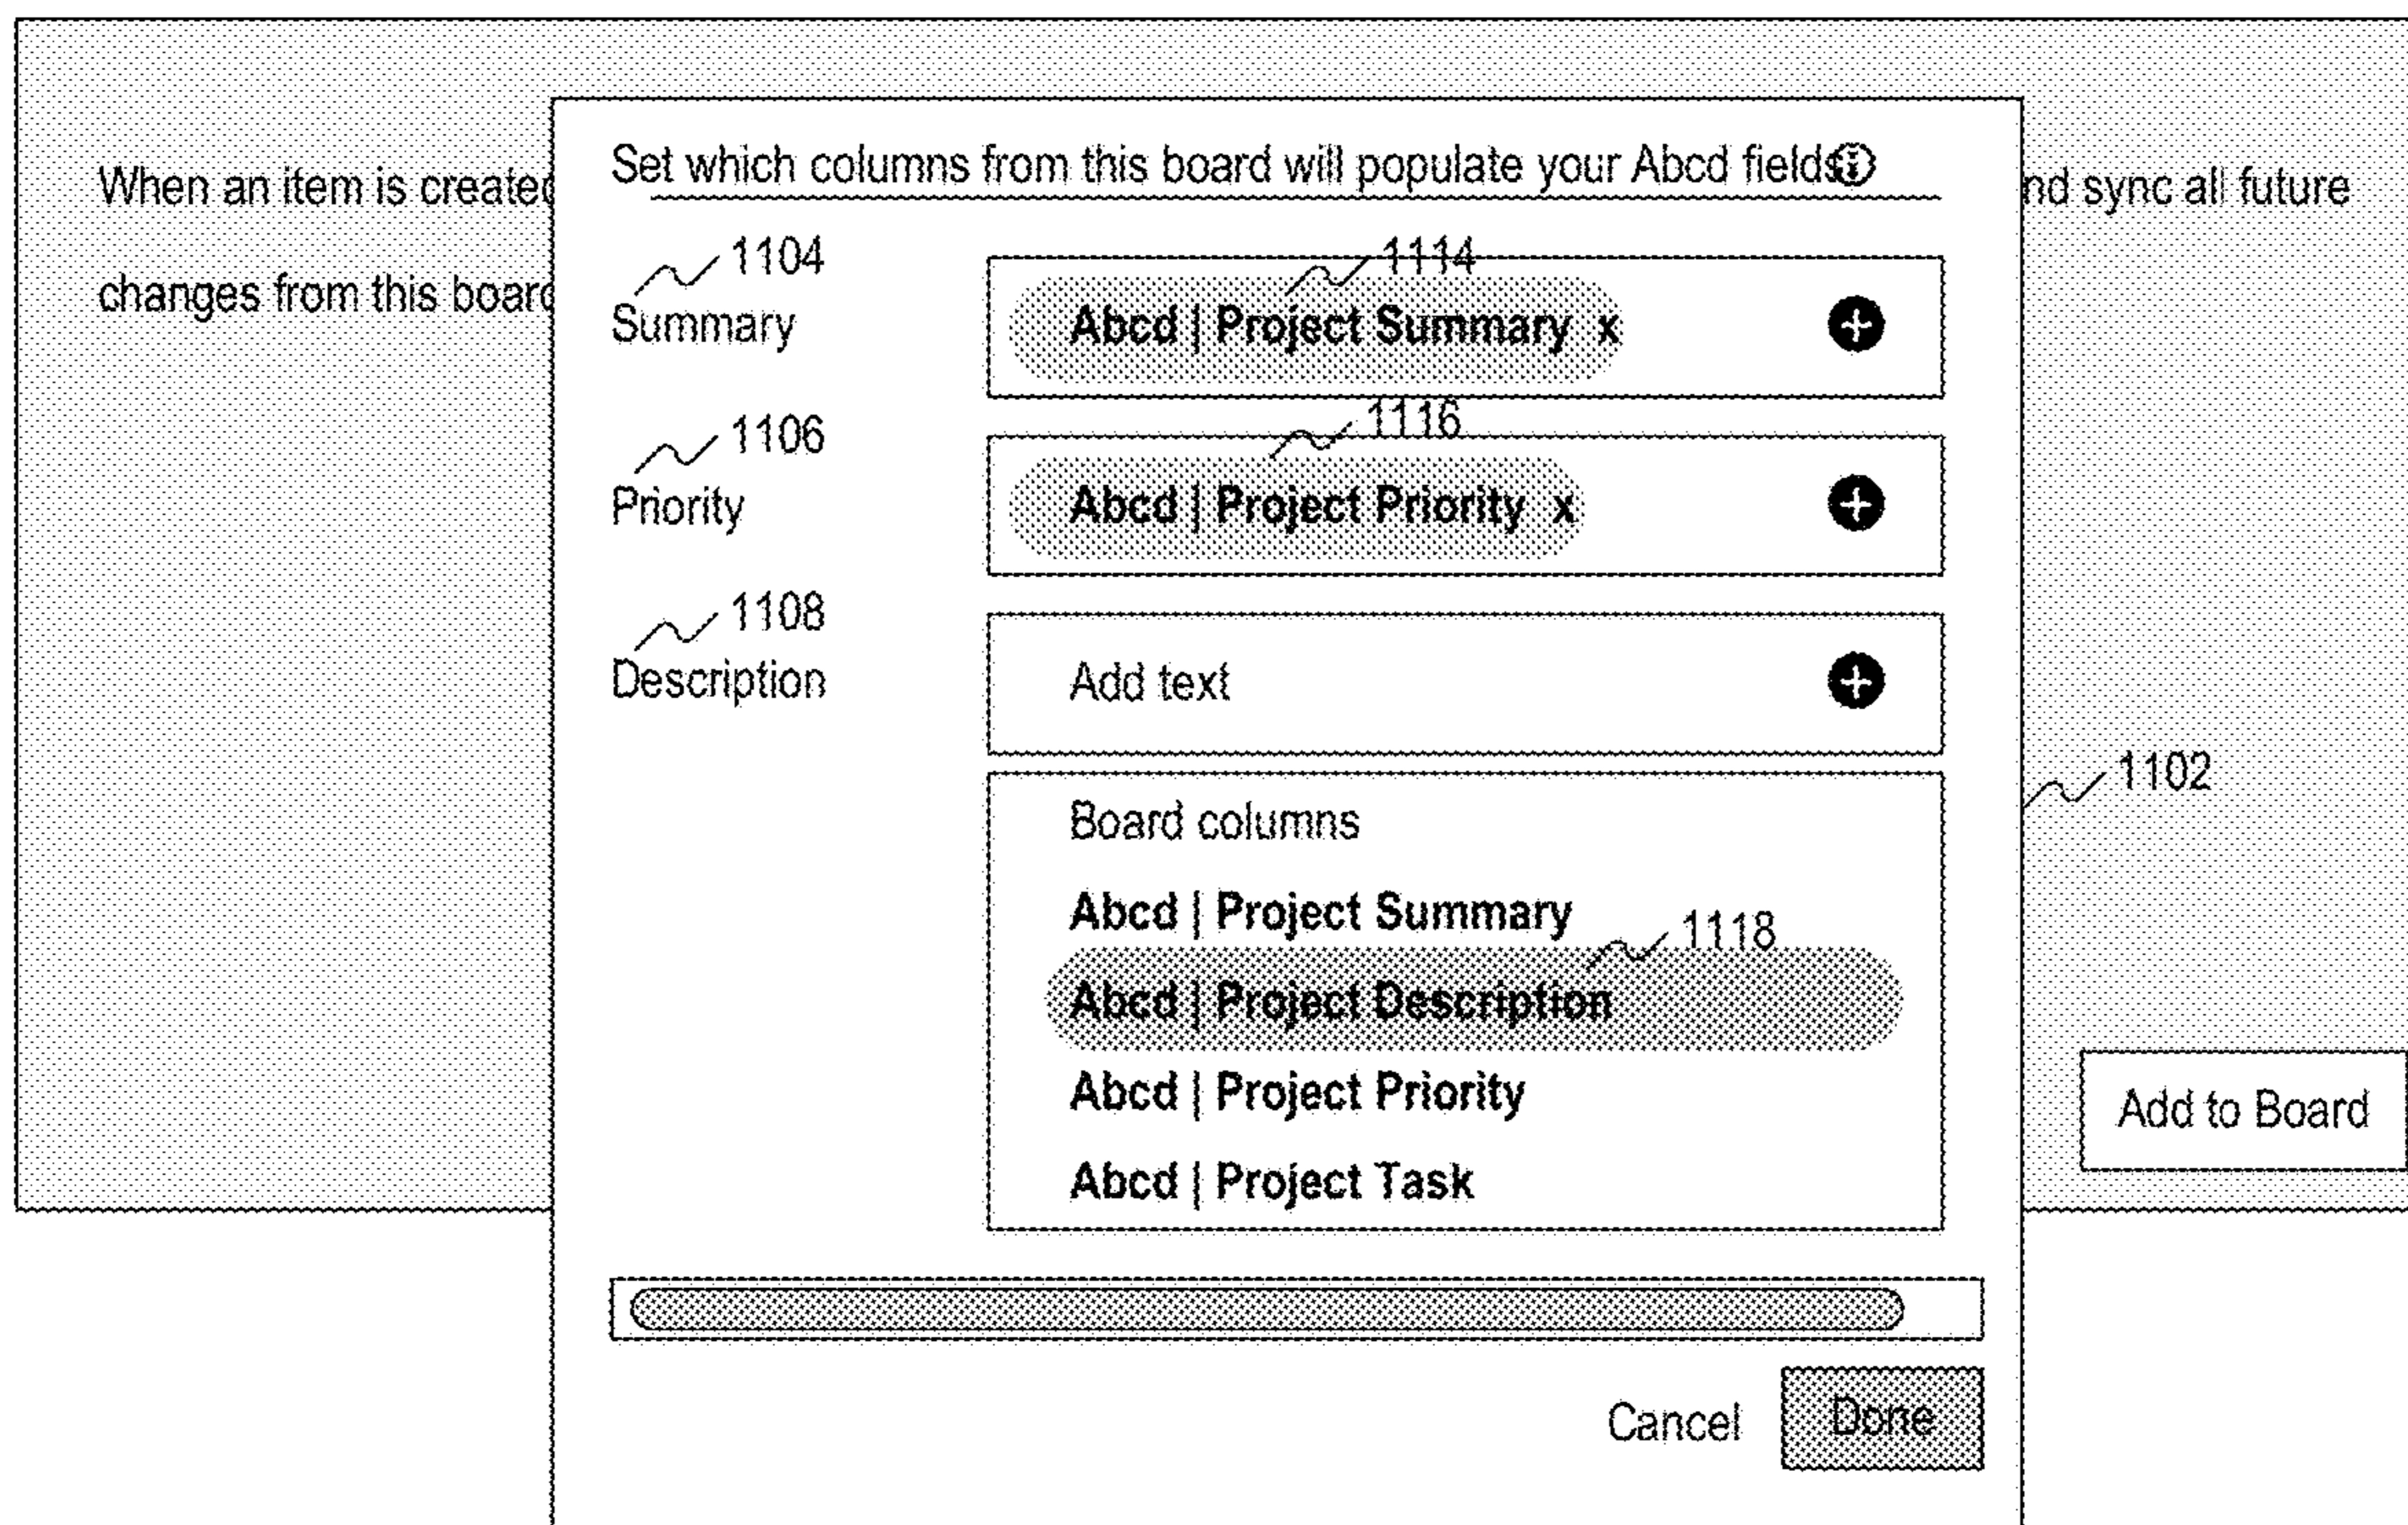 Set which columns from this board will populate your Abcd fields
When an item is created
nd sync all future
changes from this board
1104
1114
Summary
Abcd | Project Summary x
1106
1116
Priority
Abcd | Project Priority x
1108
Description
Add text
1102
Board columns
Abcd | Project Summary
1118
Abcd | Project Description
Abcd | Project Priority
Add to Board
Abcd | Project Task
Cancel
Done